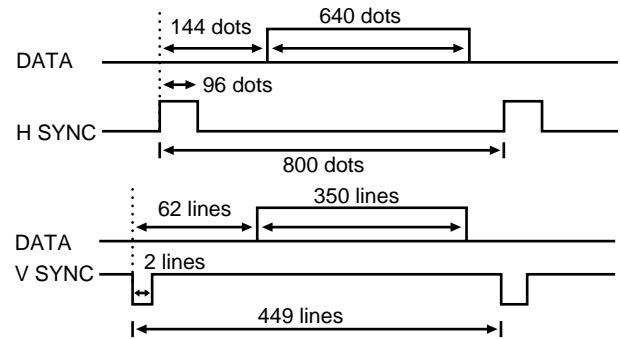 144 dots
640 dots
DATA
96 dots
H SYNC
800 dots
62 lines
350 lines
DATA
V SYNC
2 lines
449 lines